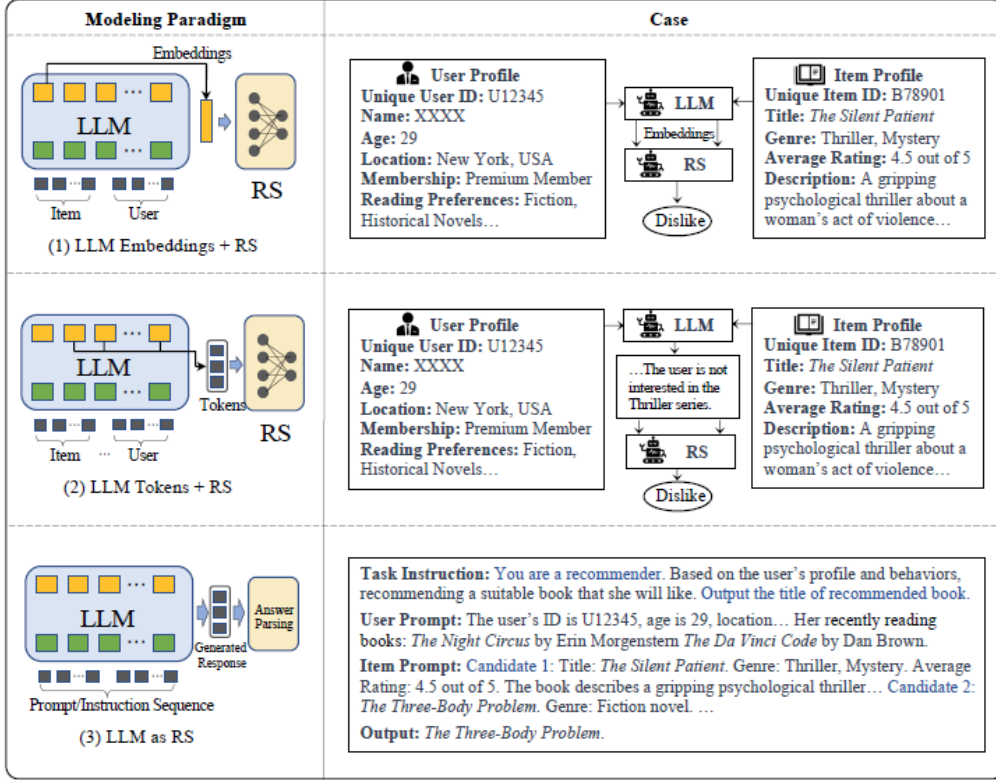 Modeling Paradigm
Case
Embeddings
LLM
Item
User
RS
(1) LLM Embeddings + RS
User Profile
Unique User ID: U12345
Name: XXXX
Age: 29
Location: New York, USA
Membership: Premium Member
Reading Preferences: Fiction,
Historical Novels…
LLM
Embeddings
RS
Dislike
Item Profile
Unique Item ID: B78901
Title: The Silent Patient
Genre: Thriller, Mystery
Average Rating: 4.5 out of 5
Description: A gripping
psychological thriller about a
woman's act of violence…
LLM
Tokens
RS
Item
...
User
(2) LLM Tokens + RS
User Profile
Unique User ID: U12345
Name: XXXX
Age: 29
Location: New York, USA
Membership: Premium Member
Reading Preferences: Fiction,
Historical Novels…
LLM
…The user is not
interested in the
Thriller series.
RS
Dislike
Item Profile
Unique Item ID: B78901
Title: The Silent Patient
Genre: Thriller, Mystery
Average Rating: 4.5 out of 5
Description: A gripping
psychological thriller about a
woman's act of violence…
LLM
Generated
Response
Answer
Parsing
Prompt/Instruction Sequence
(3) LLM as RS
Task Instruction: You are a recommender. Based on the user's profile and behaviors,
recommending a suitable book that she will like. Output the title of recommended book.
User Prompt: The user's ID is U12345, age is 29, location… Her recently reading
books: The Night Circus by Erin Morgenstern The Da Vinci Code by Dan Brown.
Item Prompt: Candidate 1: Title: The Silent Patient. Genre: Thriller, Mystery. Average
Rating: 4.5 out of 5. The book describes a gripping psychological thriller… Candidate 2:
The Three-Body Problem. Genre: Fiction novel. …
Output: The Three-Body Problem.